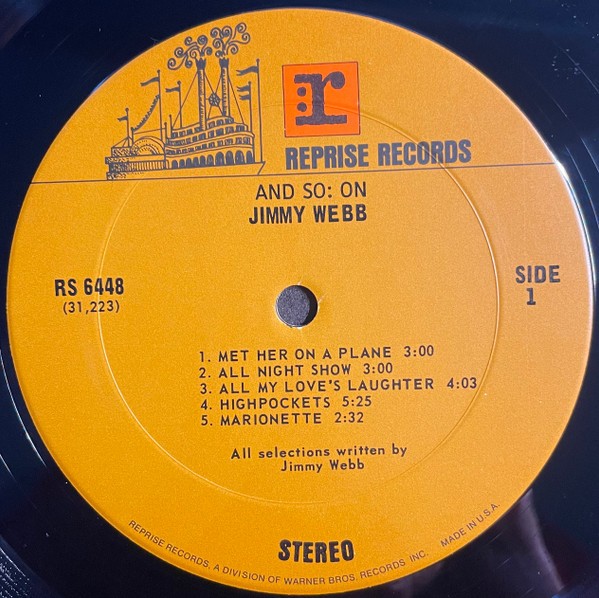 r:
REPRISE RECORDS
AND SO: ON
JIMMY WEBB
RS 6448
(31,223)
SIDE
1
1. MET HER ON A PLANE 3:00
2. ALL NIGHT SHOW 3:00
3. ALL MY LOVE'S LAUGHTER 4:03
4. HIGHPOCKETS 5:25
5. MARIONETTE 2:32
All selections written by
Jimmy Webb
STEREO
REPRISE RECORDS, A DIVISION OF WARNER BROS. RECORDS INC. MADE IN U.S.A.